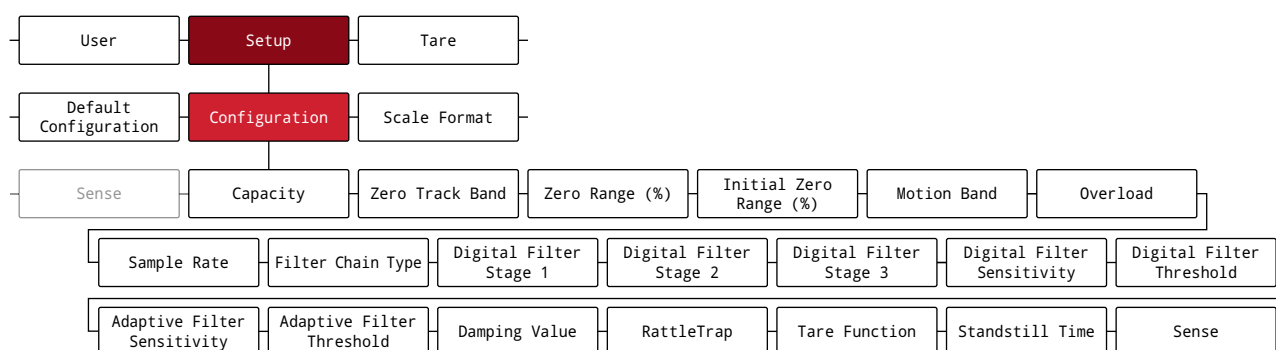 User
Setup
Tare
Default
Configuration
Configuration
Scale Format
Sense
Capacity
Zero Track Band
Zero Range (%)
Initial Zero
Range (%)
Motion Band
Overload
Sample Rate
Filter Chain Type
Digital Filter
Stage 1
Digital Filter
Stage 2
Digital Filter
Stage 3
Digital Filter
Sensitivity
Digital Filter
Threshold
Adaptive Filter
Sensitivity
Adaptive Filter
Threshold
Damping Value
RattleTrap
Tare Function
Standstill Time
Sense